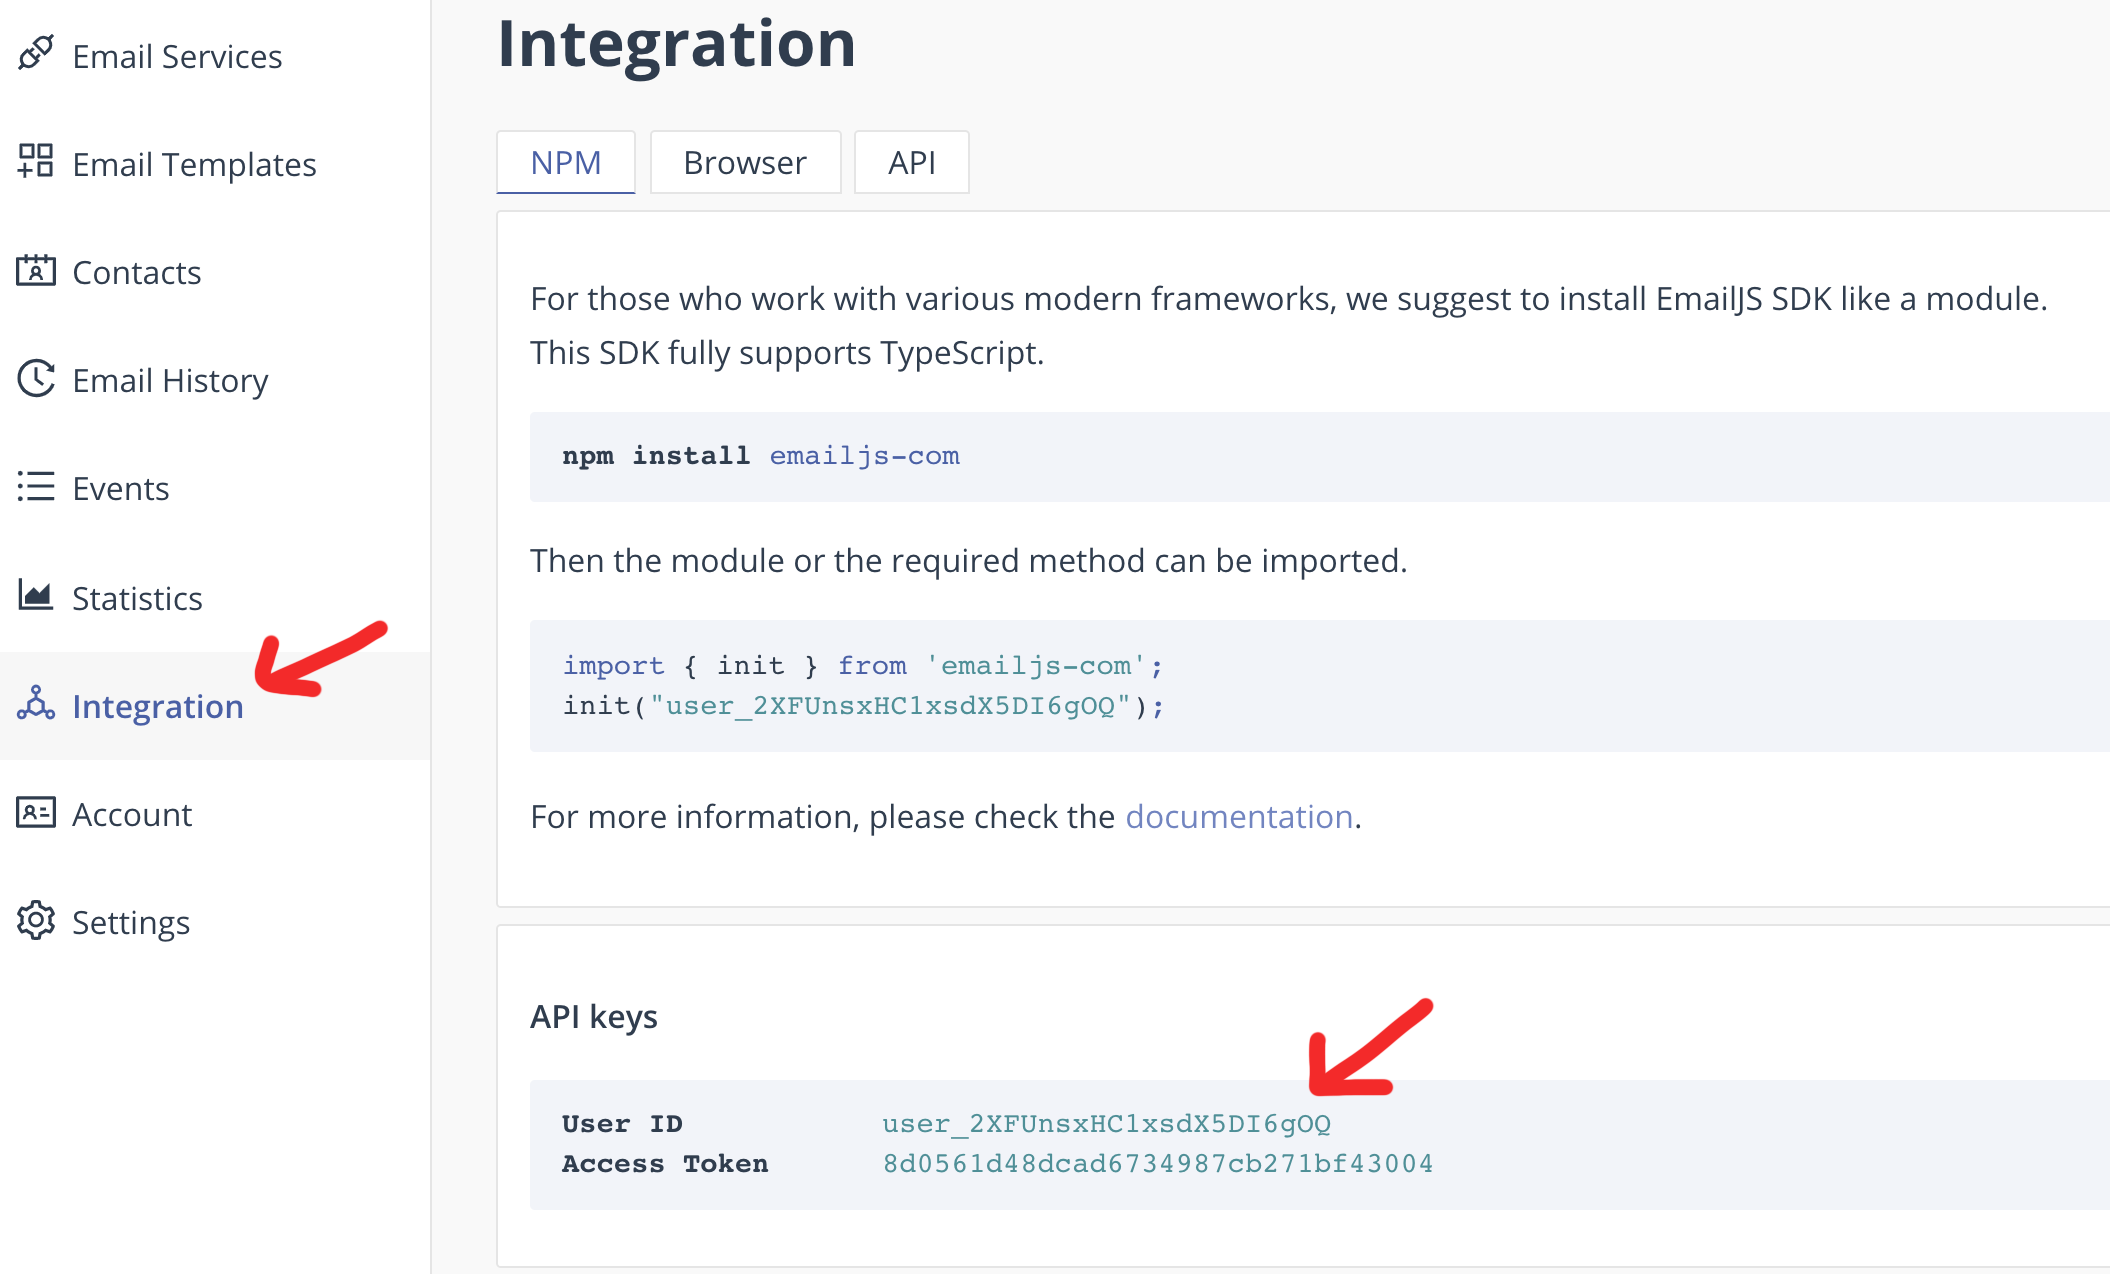 Email Services
Email Templates
Contacts
Email History
Events
Statistics
Integration
Account
Settings
Integration
NPM
Browser
API
For those who work with various modern frameworks, we suggest to install EmailJS SDK like a module.
This SDK fully supports TypeScript.
npm install emailjs-com
Then the module or the required method can be imported.
import { init } from 'emailjs-com';
init("user_2XFUnsxHC1xsdX5DI6gOQ");
For more information, please check the documentation.
API keys
User ID user_2XFUnsxHC1xsdX5DI6gOQ
Access Token 8d0561d48dcad6734987cb271bf43004